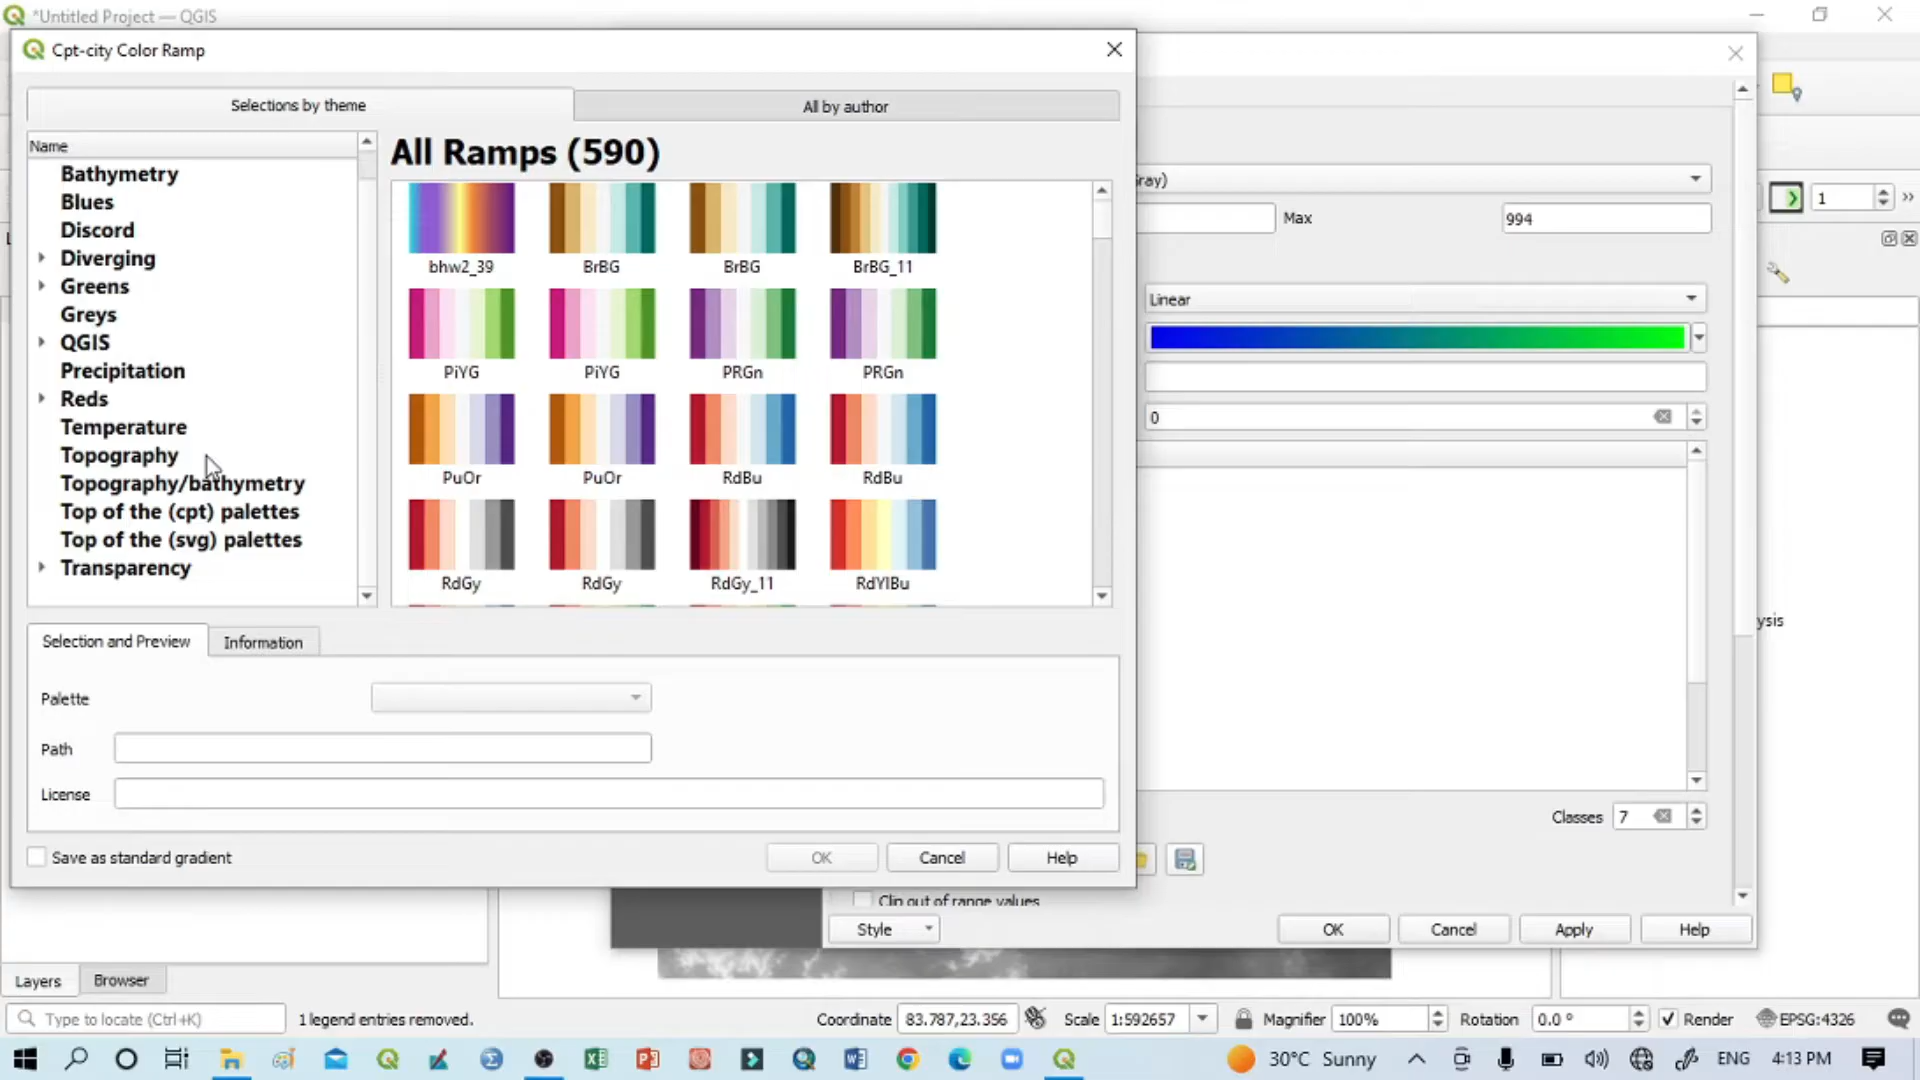 *Untitled Project — QGIS
Cpt-city Color Ramp
Selections by theme
All by author
Name
Bathymetry
Blues
Discord
Diverging
Greens
Greys
QGIS
Precipitation
Reds
Temperature
Topography
Topography/bathymetry
Top of the (cpt) palettes
Top of the (svg) palettes
Transparency
All Ramps (590)
bhw2_39
BrBG
BrBG
BrBG_11
PiYG
PiYG
PRGn
PRGn
PuOr
PuOr
RdBu
RdBu
RdGy
RdGy
RdGy_11
RdYlBu
Selection and Preview
Information
Palette
Path
License
Save as standard gradient
OK
Cancel
Help
Gray)
Max
994
1
Linear
0
ysis
Classes 7
Clip out of range values
Style
OK
Cancel
Apply
Help
Layers
Browser
Type to locate (Ctrl+K)
1 legend entries removed.
Coordinate 83.787,23.356
Scale 1:592657
Magnifier 100%
Rotation 0.0 °
Render
EPSG:4326
30°C Sunny
ENG
4:13 PM